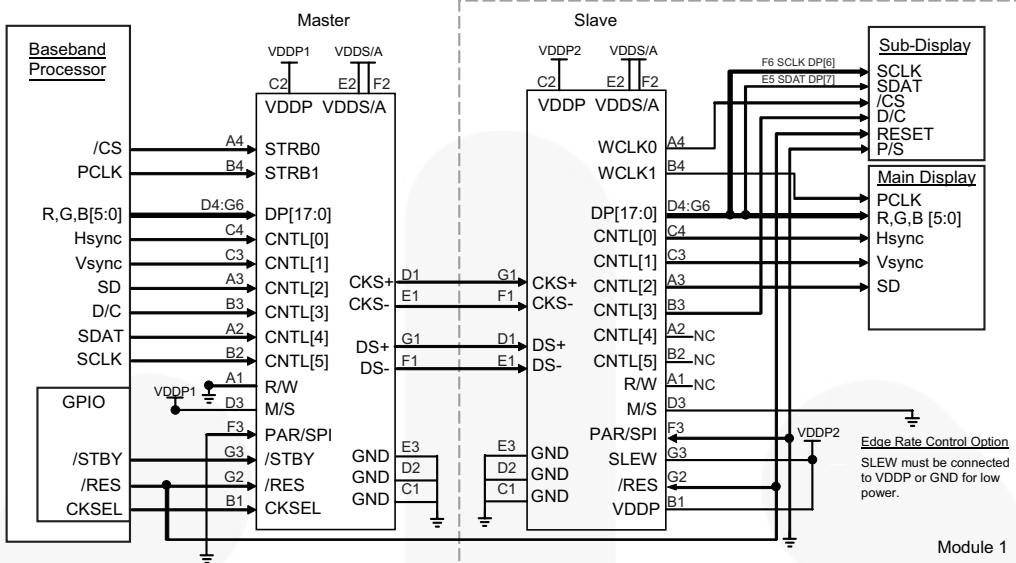 Master
Slave
Baseband
Processor
/CS
PCLK
R,G,B[5:0]
Hsync
Vsync
SD
D/C
SDAT
SCLK
GPIO
/STBY
/RES
CKSEL
A4
B4
D4:G6
C4
C3
A3
B3
A2
B2
A1
VDDP1
D3
F3
G3
G2
B1
VDDP1
VDDS/A
C2
E2
F2
VDDP
VDDS/A
STRB0
STRB1
DP[17:0]
CNTL[0]
CNTL[1]
CNTL[2]
CNTL[3]
CNTL[4]
CNTL[5]
R/W
M/S
PAR/SPI
/STBY
/RES
CKSEL
CKS+
CKS-
DS+
DS-
GND
GND
GND
D1
E1
G1
F1
E3
D2
C1
G1
F1
D1
E1
E3
D2
C1
VDDP2
VDDS/A
C2
E2
F2
VDDP
VDDS/A
CKS+
CKS-
DS+
DS-
GND
GND
GND
WCLK0
WCLK1
DP[17:0]
CNTL[0]
CNTL[1]
CNTL[2]
CNTL[3]
CNTL[4]
CNTL[5]
R/W
M/S
PAR/SPI
SLEW
/RES
VDDP
A4
B4
D4:G6
C4
C3
A3
B3
A2
NC
B2
NC
A1
NC
D3
F3
G3
G2
B1
VDDP2
F6 SCLK DP[6]
E5 SDAT DP[7]
Sub-Display
SCLK
SDAT
/CS
D/C
RESET
P/S
Main Display
PCLK
R,G,B [5:0]
Hsync
Vsync
SD
Edge Rate Control Option
SLEW must be connected
to VDDP or GND for low
power.
Module 1